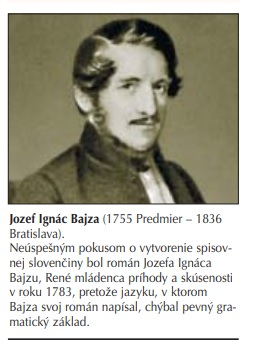 Jozef Ignác Bajza (1755 Predmier – 1836
Bratislava).
Neúspešným pokusom o vytvorenie spisov-
nej slovenčiny bol román Jozefa Ignáca
Bajzu, René mládenca príhody a skúsenosti
v roku 1783, pretože jazyku, v ktorom
Bajza svoj román napísal, chýbal pevný gra-
matický základ.